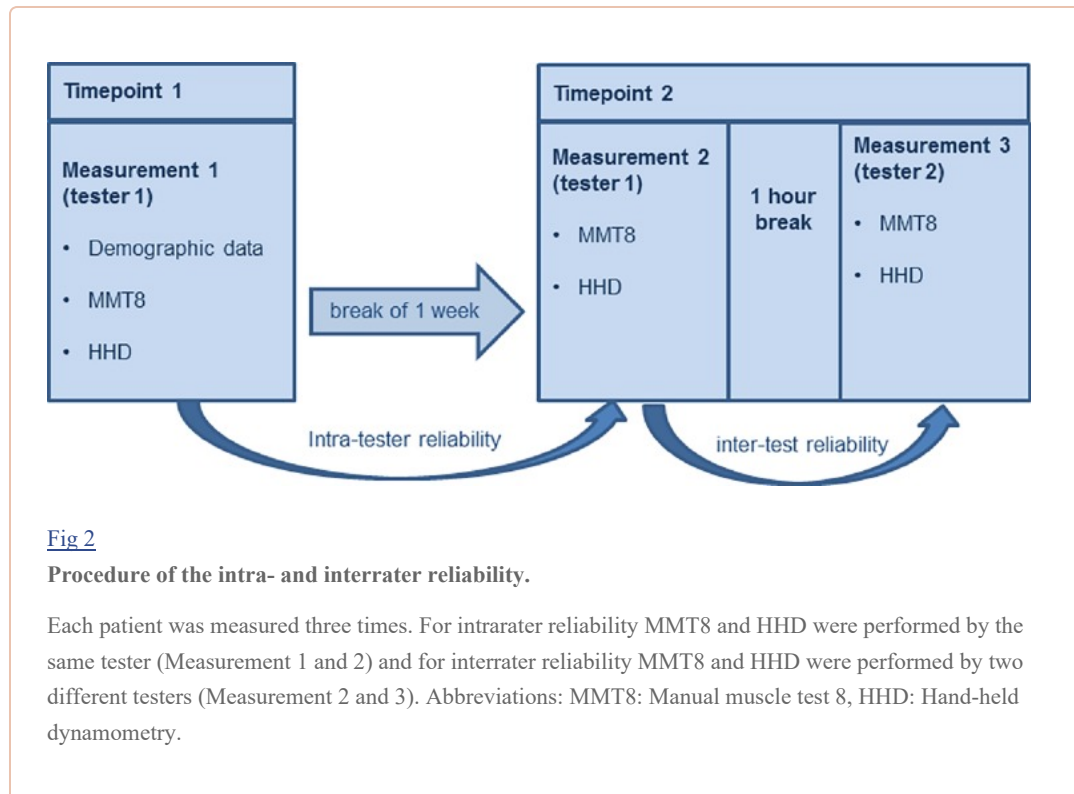 Timepoint 1
Measurement 1
(tester 1)
• Demographic data
• MMT8
• HHD
break of 1 week
Timepoint 2
Measurement 2
(tester 1)
• MMT8
• HHD
1 hour
break
Measurement 3
(tester 2)
• MMT8
• HHD
Intra-tester reliability
inter-test reliability
Fig 2
Procedure of the intra- and interrater reliability.
Each patient was measured three times. For intrarater reliability MMT8 and HHD were performed by the
same tester (Measurement 1 and 2) and for interrater reliability MMT8 and HHD were performed by two
different testers (Measurement 2 and 3). Abbreviations: MMT8: Manual muscle test 8, HHD: Hand-held
dynamometry.